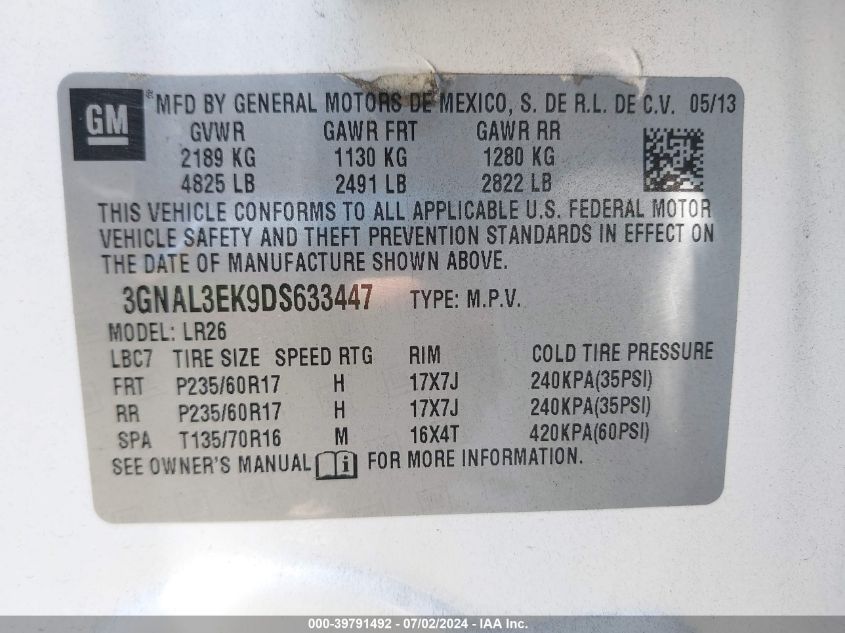 GM ® MFD BY GENERAL MOTORS DE MEXICO, S. DE R.L. DE C.V. 05/13
GVWR GAWR FRT GAWR RR
2189 KG 1130 KG 1280 KG
4825 LB 2491 LB 2822 LB
THIS VEHICLE CONFORMS TO ALL APPLICABLE U.S. FEDERAL MOTOR
VEHICLE SAFETY AND THEFT PREVENTION STANDARDS IN EFFECT ON
THE DATE OF MANUFACTURE SHOWN ABOVE.
3GNAL3EK9DS633447 TYPE: M.P.V.
MODEL: LR26
LBC7 TIRE SIZE SPEED RTG RIM COLD TIRE PRESSURE
FRT P235/60R17 H 17X7J 240KPA(35PSI)
RR P235/60R17 H 17X7J 240KPA(35PSI)
SPA T135/70R16 M 16X4T 420KPA(60PSI)
SEE OWNER'S MANUAL i FOR MORE INFORMATION.
000-39791492 - 07/02/2024 - IAA Inc.